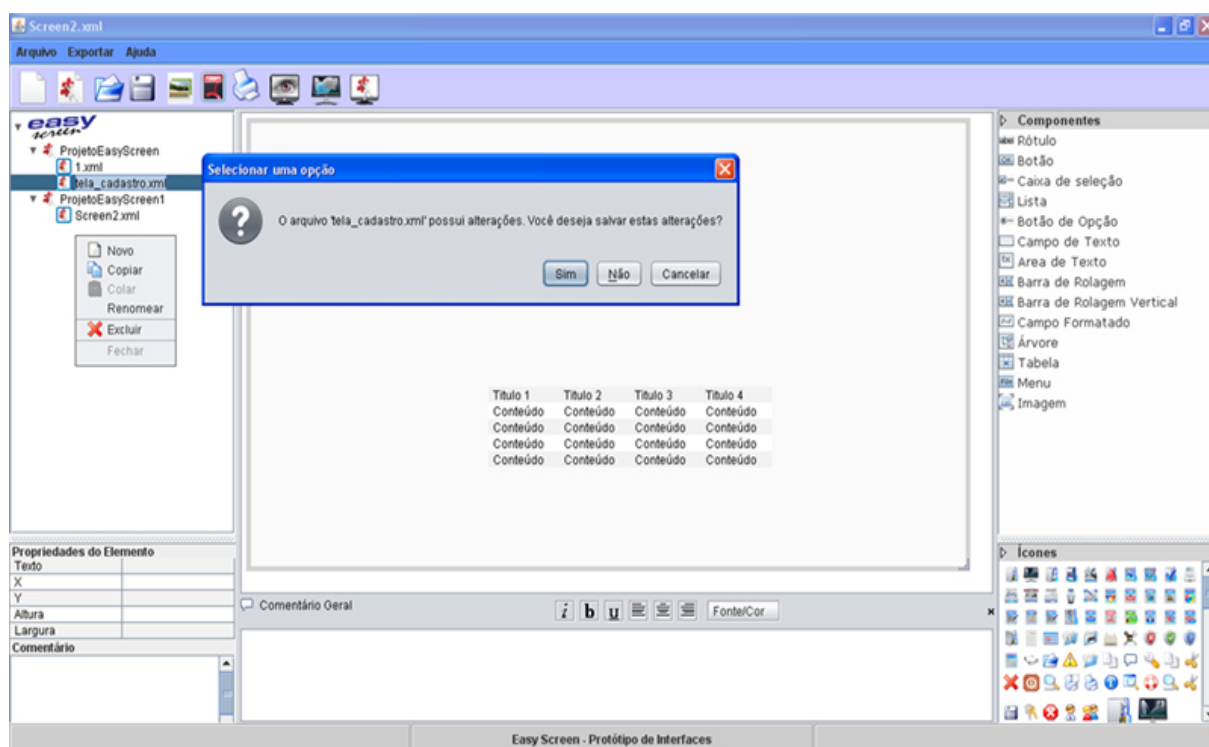 Screen2.xml
Arquivo Exportar Ajuda
easy
screen
ProjetoEasyScreen
1.xml
tela_cadastro.xml
ProjetoEasyScreen1
Screen2.xml
Novo
Copiar
Colar
Renomear
Excluir
Fechar
Selecionar uma opção
O arquivo 'tela_cadastro.xml' possui alterações. Você deseja salvar estas alterações?
Sim Não Cancelar
Título 1 Título 2 Título 3 Título 4
Conteúdo Conteúdo Conteúdo Conteúdo
Conteúdo Conteúdo Conteúdo Conteúdo
Conteúdo Conteúdo Conteúdo Conteúdo
Conteúdo Conteúdo Conteúdo Conteúdo
Componentes
Rótulo
Botão
Caixa de seleção
Lista
Botão de Opção
Campo de Texto
Area de Texto
Barra de Rolagem
Barra de Rolagem Vertical
Campo Formatado
Árvore
Tabela
Menu
Imagem
Propriedades do Elemento
Texto
X
Y
Altura
Largura
Comentário
Comentário Geral
i b u Fonte/Cor
Ícones
Easy Screen - Protótipo de Interfaces